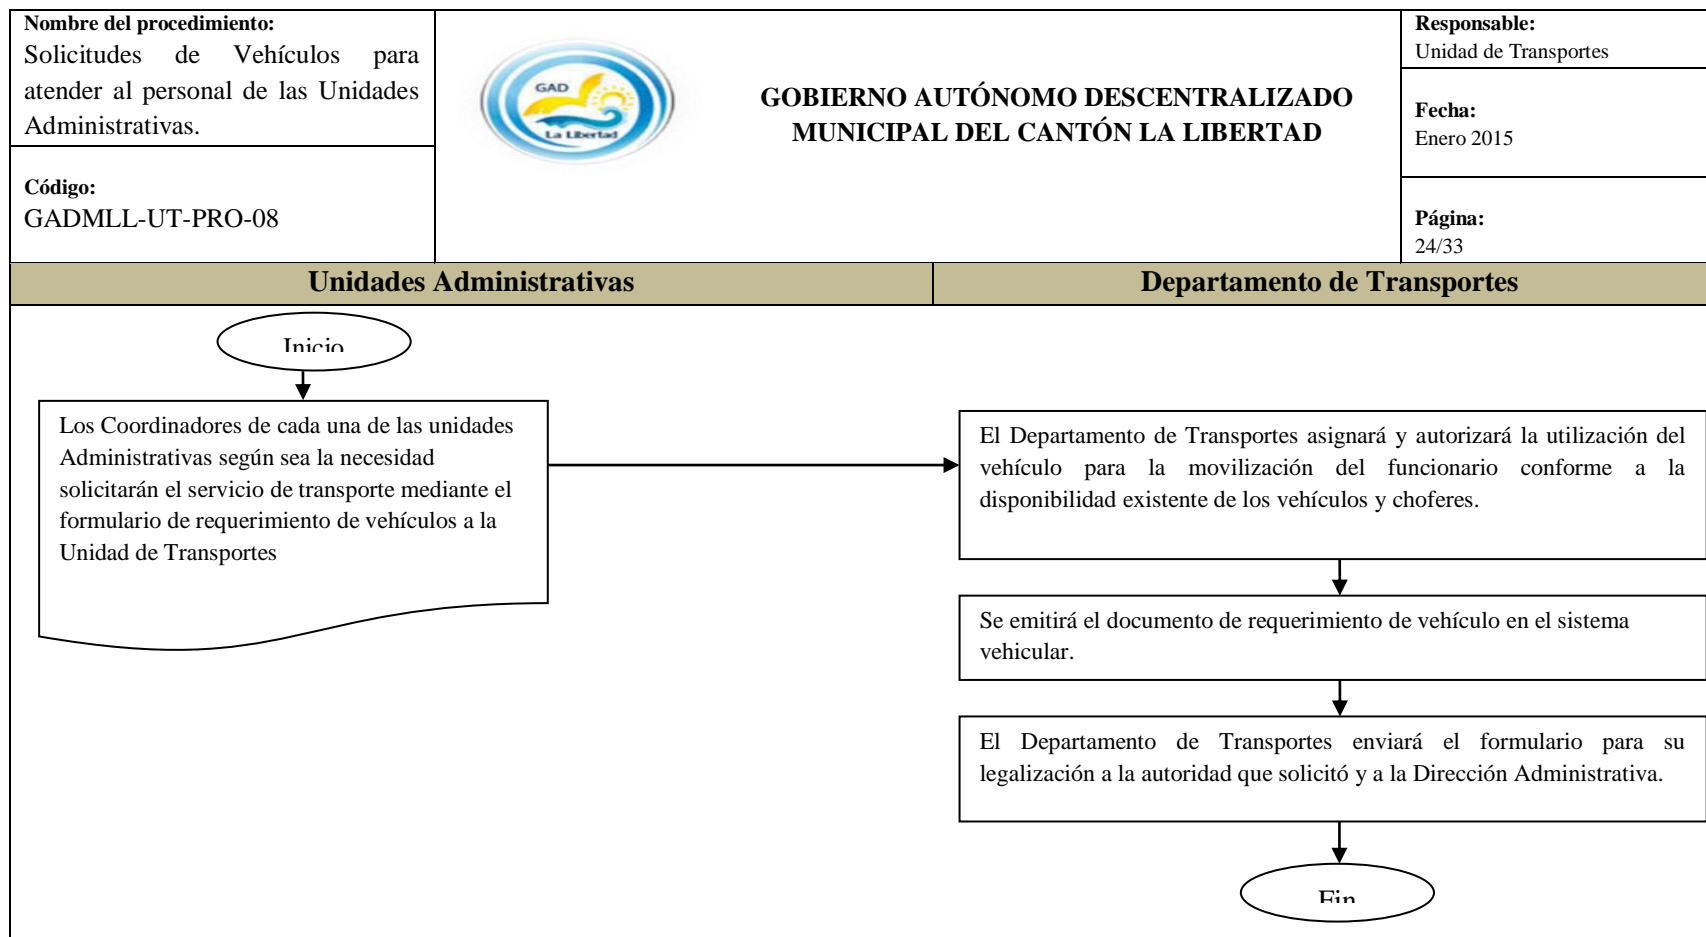 Nombre del procedimiento:
Solicitudes de Vehículos para
atender al personal de las Unidades
Administrativas.
Código:
GADMLL-UT-PRO-08
GAD
La Libertad
GOBIERNO AUTÓNOMO DESCENTRALIZADO
MUNICIPAL DEL CANTÓN LA LIBERTAD
Responsable:
Unidad de Transportes
Fecha:
Enero 2015
Página:
24/33
Unidades Administrativas
Departamento de Transportes
Inicio
Los Coordinadores de cada una de las unidades
Administrativas según sea la necesidad
solicitarán el servicio de transporte mediante el
formulario de requerimiento de vehículos a la
Unidad de Transportes
El Departamento de Transportes asignará y autorizará la utilización del
vehículo para la movilización del funcionario conforme a la
disponibilidad existente de los vehículos y choferes.
Se emitirá el documento de requerimiento de vehículo en el sistema
vehicular.
El Departamento de Transportes enviará el formulario para su
legalización a la autoridad que solicitó y a la Dirección Administrativa.
Fin